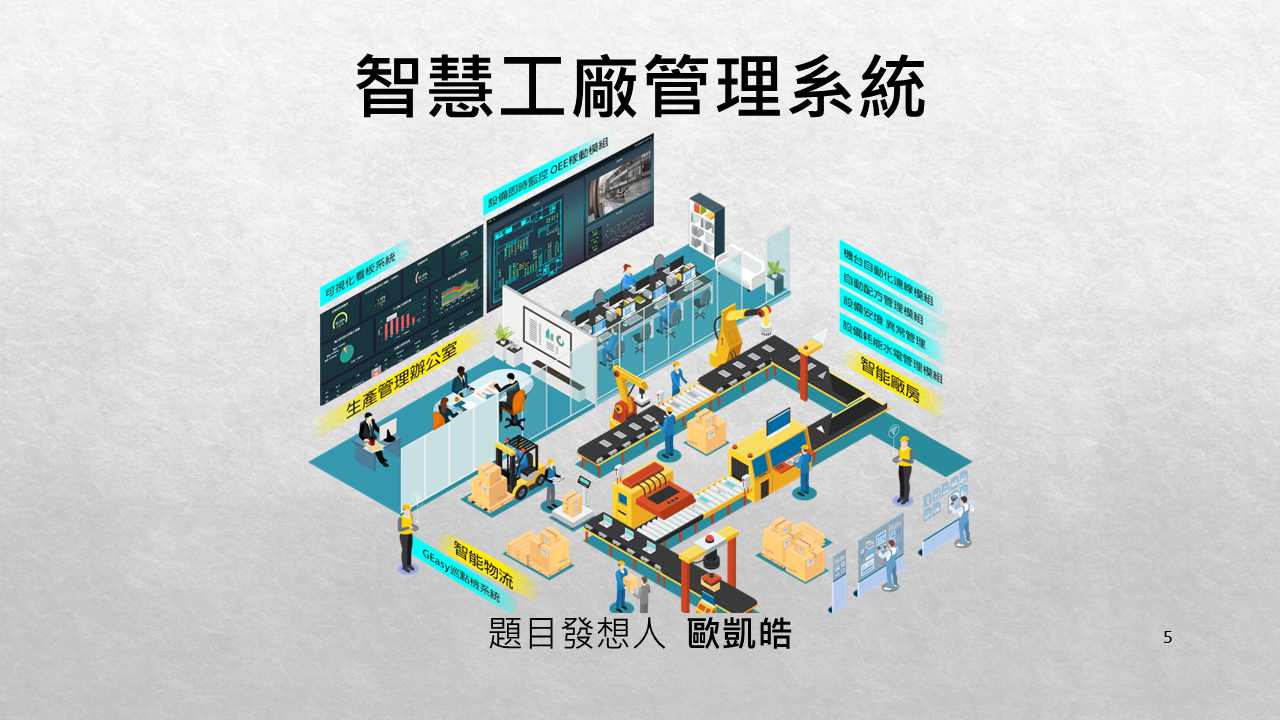 智慧工廠管理系統
設備即時監控 OEE稼動模組
可視化看板系統
生產管理辦公室
機台自動化連線模組
自動配方管理模組
設備安燈 異常管理
設備耗能水電管理模組
智能廠房
智能物流
GEasy巡點檢系統
題目發想人 歐凱皓
5